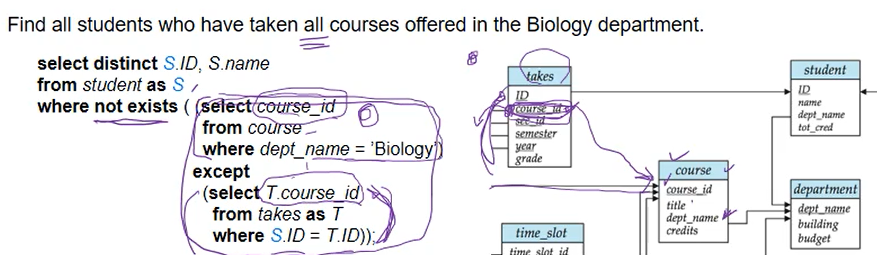 Find all students who have taken all courses offered in the Biology department.
select distinct S.ID, S.name
from student as S
where not exists ( (select course_id
from course
where dept_name = 'Biology')
except
(select T.course_id
from takes as T
where S.ID = T.ID));
takes
ID
course_id
sec_id
semester
year
grade
student
ID
name
dept_name
tot_cred
course
course_id
title
dept_name
credits
department
dept_name
building
budget
time_slot
time_slot_id